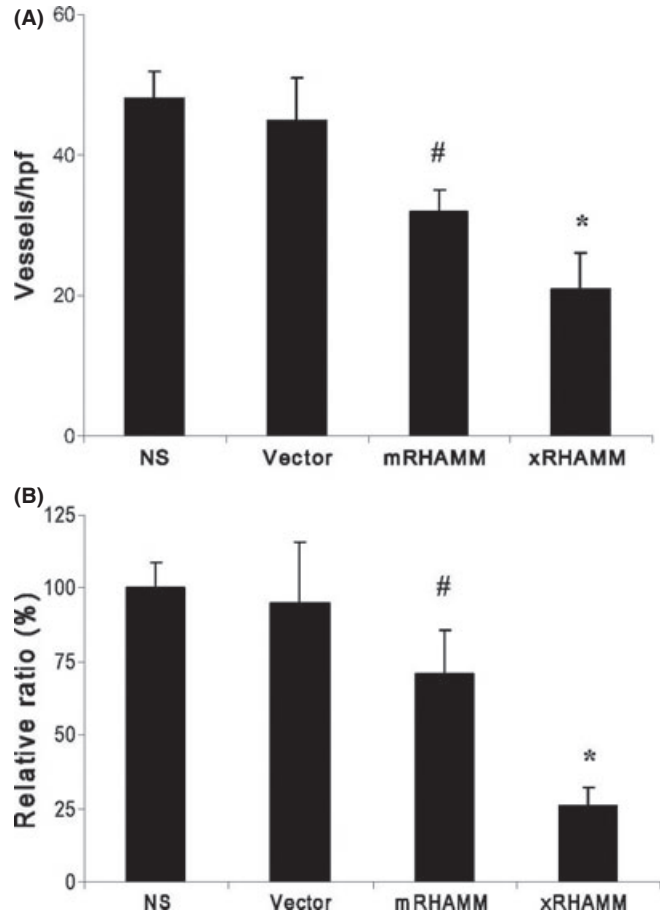 (A)
60
40
20
0
Vessels/hpf
#
*
NS Vector mRHAMM xRHAMM
(B)
125
100
75
50
25
0
Relative ratio (%)
#
*
NS Vector mRHAMM xRHAMM